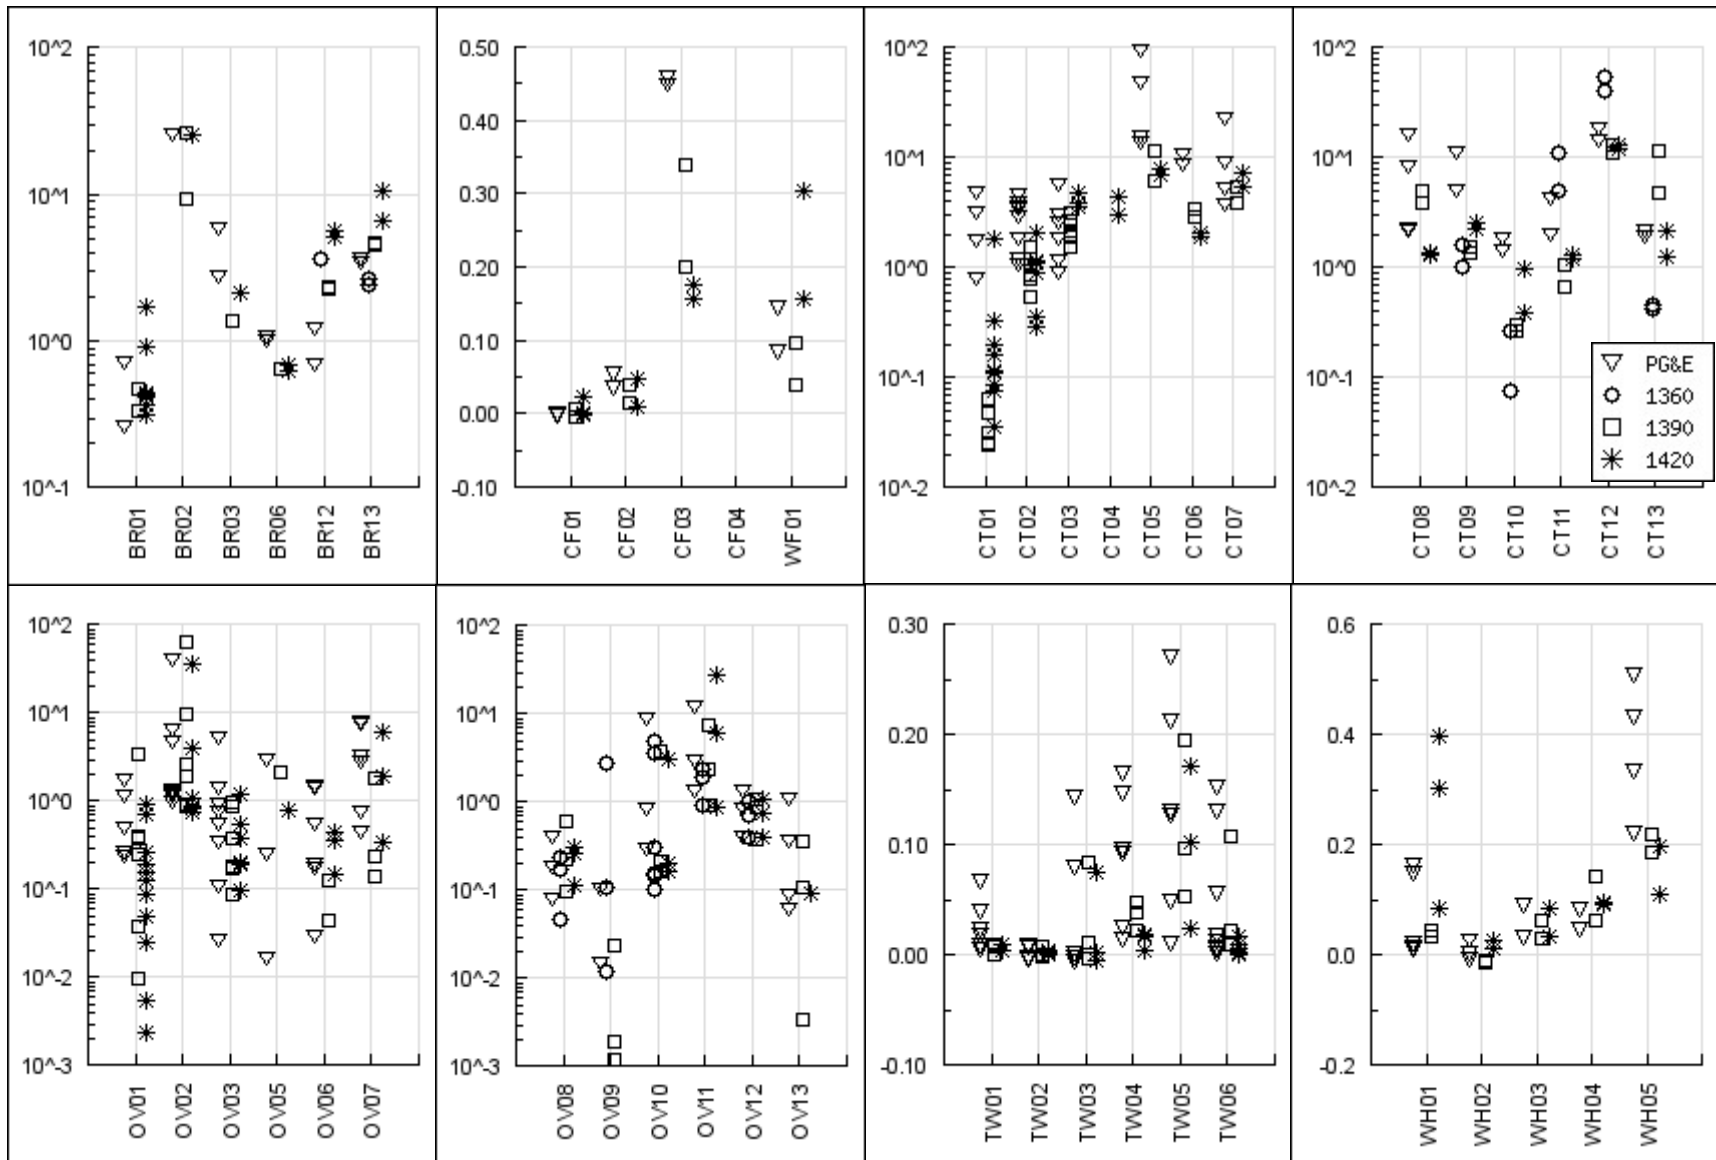 10^2
10^1
10^0
10^-1
BR01
BR02
BR03
BR06
BR12
BR13
0.50
0.40
0.30
0.20
0.10
0.00
-0.10
CF01
CF02
CF03
CF04
WF01
10^2
10^1
10^0
10^-1
10^-2
CT01
CT02
CT03
CT04
CT05
CT06
CT07
10^2
10^1
10^0
10^-1
10^-2
CT08
CT09
CT10
CT11
CT12
CT13
PG&E
1360
1390
1420
10^2
10^1
10^0
10^-1
10^-2
10^-3
OV01
OV02
OV03
OV05
OV06
OV07
10^2
10^1
10^0
10^-1
10^-2
10^-3
OV08
OV09
OV10
OV11
OV12
OV13
0.30
0.20
0.10
0.00
-0.10
TW01
TW02
TW03
TW04
TW05
TW06
0.6
0.4
0.2
0.0
-0.2
WH01
WH02
WH03
WH04
WH05